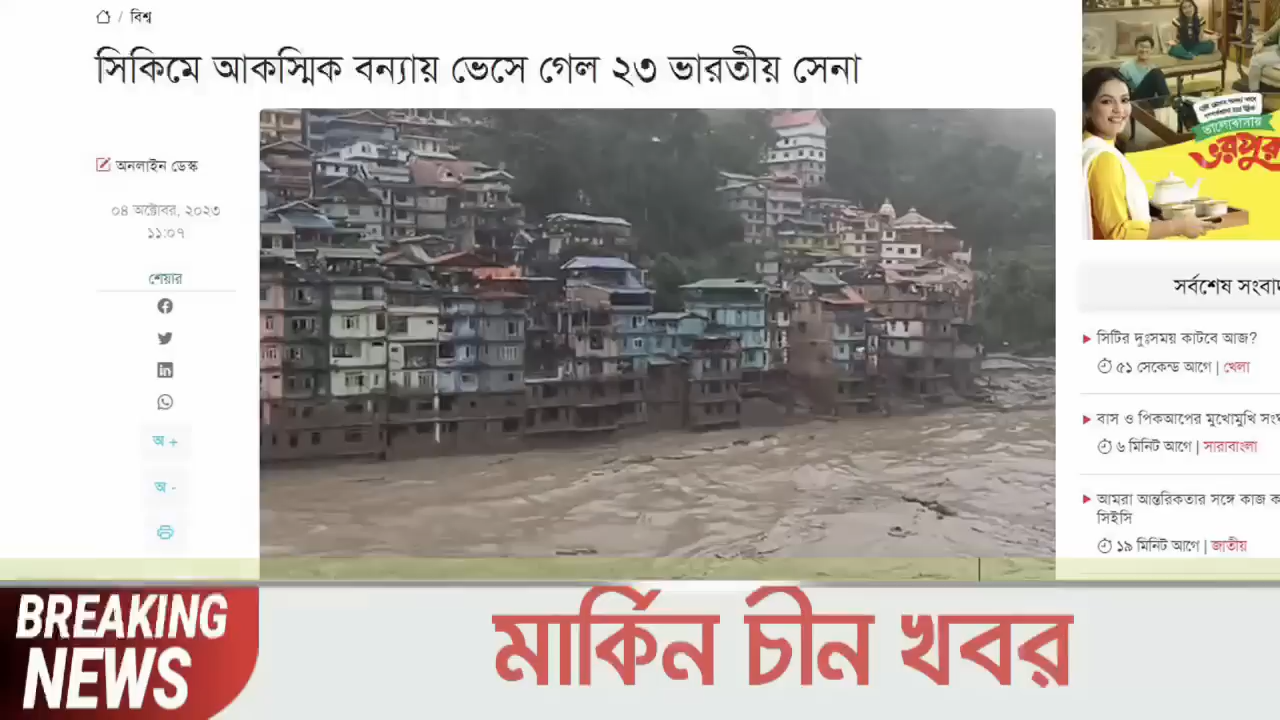 / বিশ্ব
সিকিমে আকস্মিক বন্যায় ভেসে গেল ২৩ ভারতীয় সেনা
অনলাইন ডেস্ক
০৪ অক্টোবর, ২০২৩
১১:০৭
শেয়ার
অ +
অ -
ভালোবাসায়
ভরপুর
সর্বশেষ সংবাদ
সিটির দুঃসময় কাটবে আজ?
৫১ সেকেন্ড আগে | খেলা
বাস ও পিকআপের মুখোমুখি
৬ মিনিট আগে | সারাবাংলা
আমরা আন্তরিকতার সঙ্গে কাজ
সিইসি
১৯ মিনিট আগে | জাতীয়
BREAKING
NEWS
মার্কিন চীন খবর